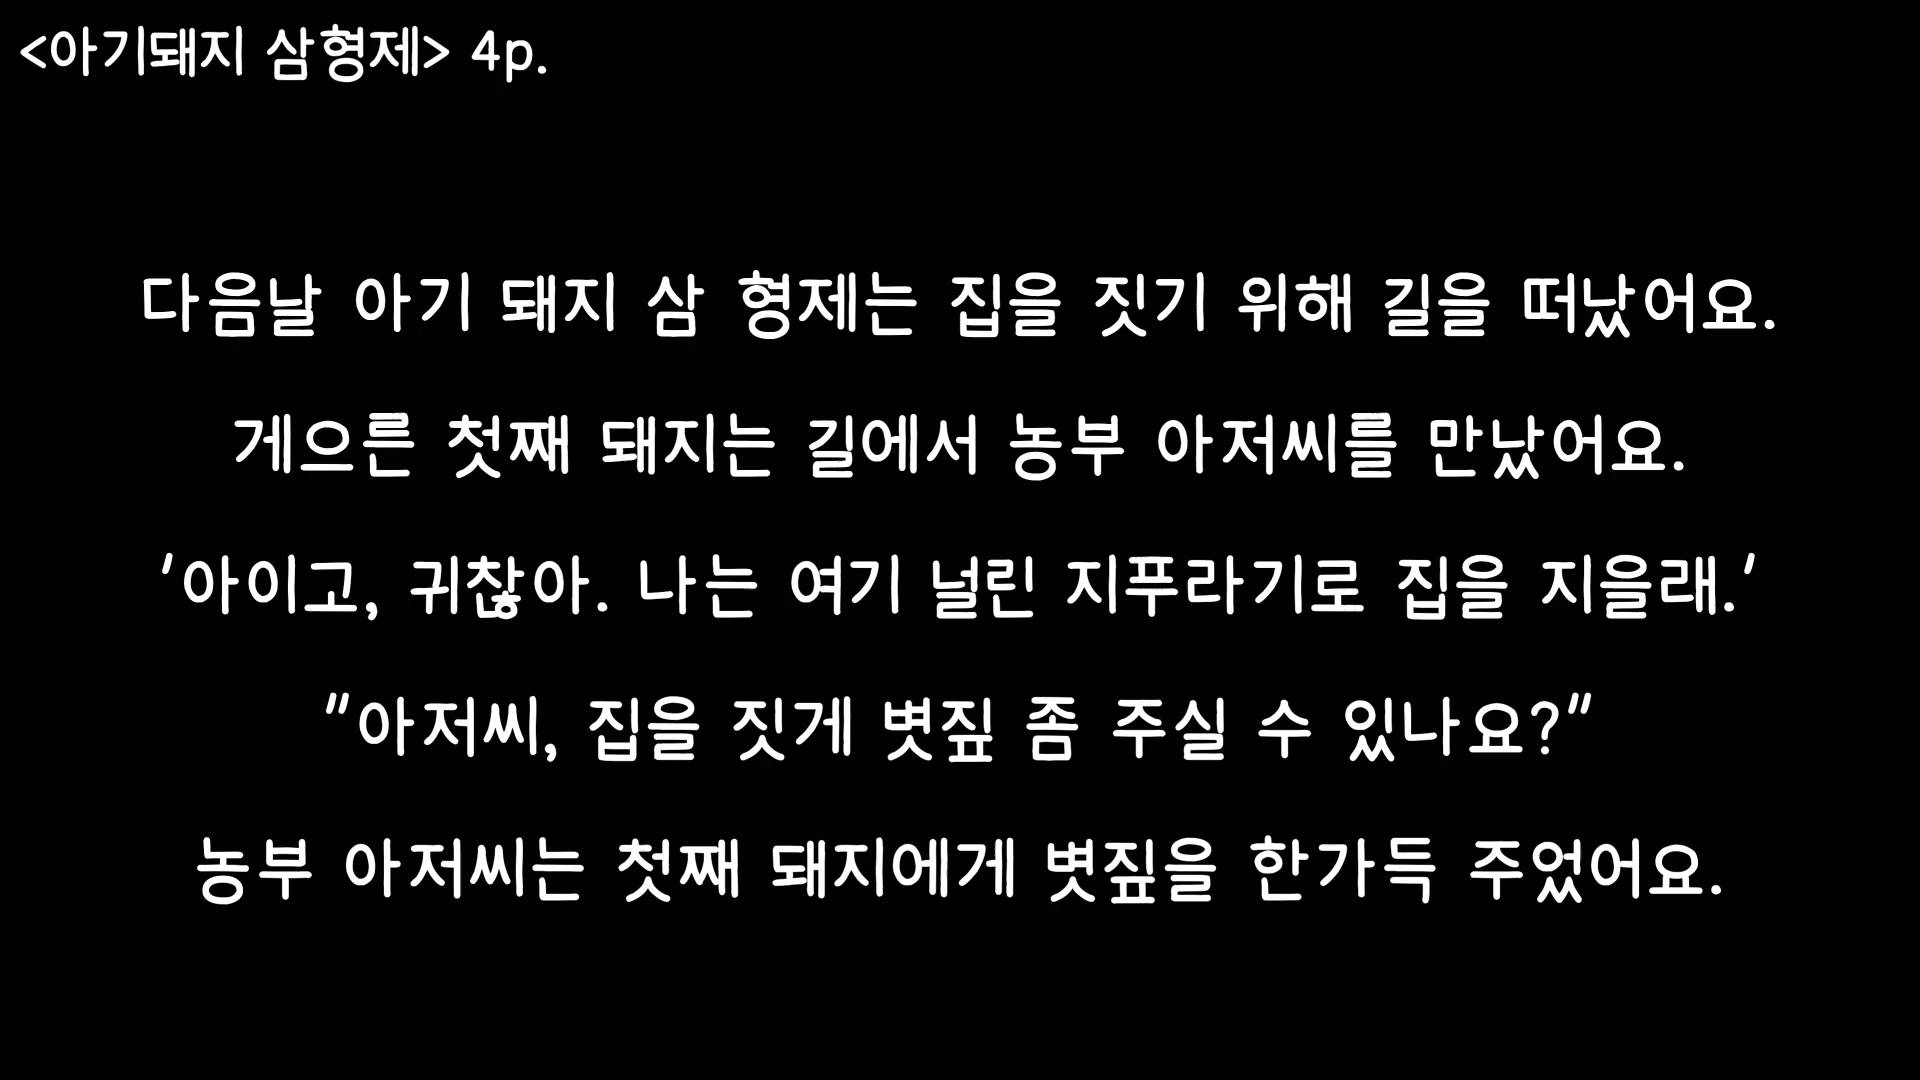 <아기돼지 삼형제> 4p.
다음날 아기 돼지 삼 형제는 집을 짓기 위해 길을 떠났어요.
게으른 첫째 돼지는 길에서 농부 아저씨를 만났어요.
'아이고, 귀찮아. 나는 여기 널린 지푸라기로 집을 지을래.'
"아저씨, 집을 짓게 볏짚 좀 주실 수 있나요?"
농부 아저씨는 첫째 돼지에게 볏짚을 한가득 주었어요.